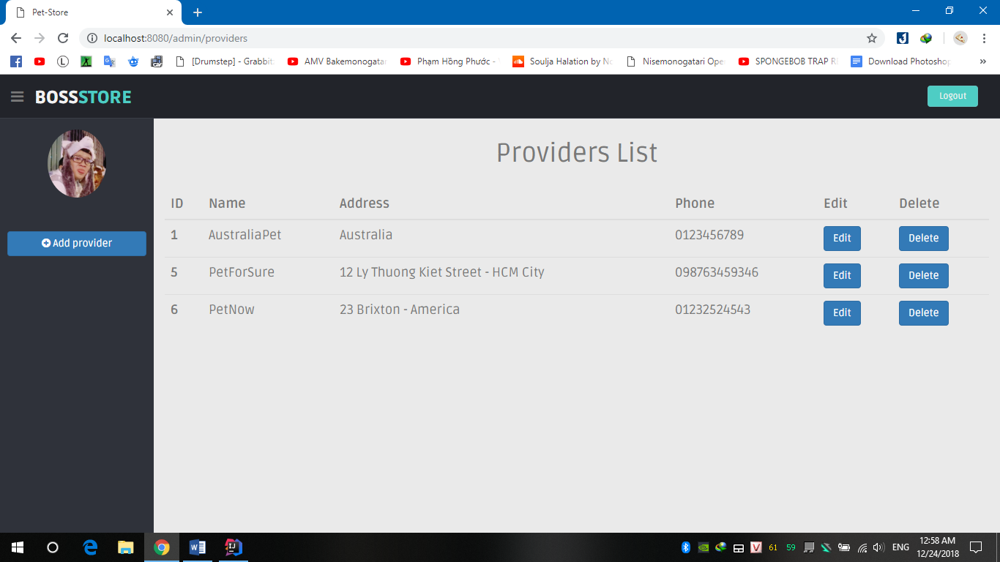 Pet-Store
localhost:8080/admin/providers
[Drumstep] - Grabbit AMV Bakemonogatar Phạm Hồng Phước - Soulja Halation by No Nisemonogatari Ope SPONGEBOB TRAP RE Download Photoshop
BOSSSTORE
Logout
Add provider
Providers List
ID Name Address Phone Edit Delete
1 AustraliaPet Australia 0123456789 Edit Delete
5 PetForSure 12 Ly Thuong Kiet Street - HCM City 098763459346 Edit Delete
6 PetNow 23 Brixton - America 01232524543 Edit Delete
61 59 ENG 12:58 AM
12/24/2018